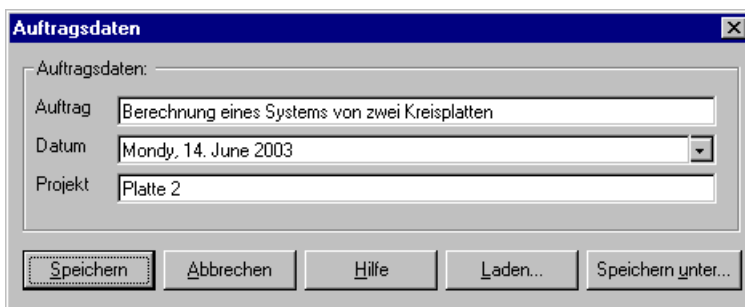 Auftragsdaten
Auftragsdaten:
Auftrag Berechnung eines Systems von zwei Kreisplatten
Datum Mondy, 14. June 2003
Projekt Platte 2
Speichern Abbrechen Hilfe Laden... Speichern unter...